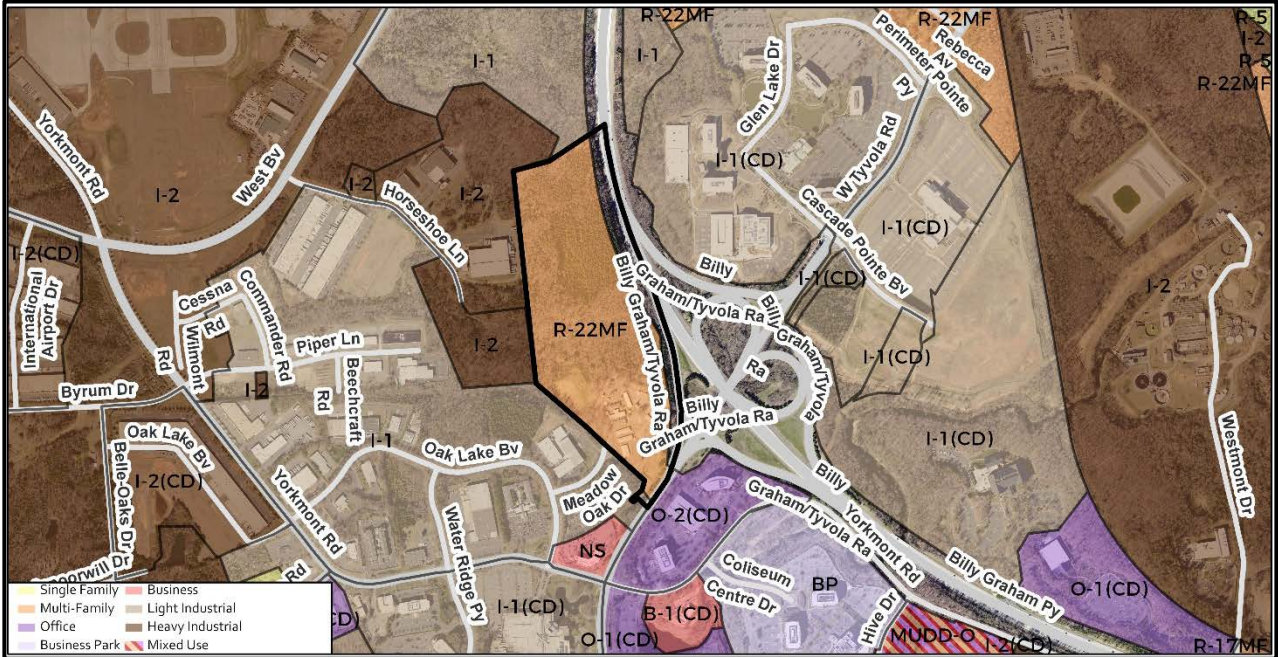 R-22MF
R-5
I-2
R-5
R-22MF
I-1
I-1
Perimeter Pointe
Py
Rebecca
Av
Glen Lake Dr
W Tyvola Rd
Yorkmont Rd
West Bv
I-2
I-2
I-2
Horseshoe Ln
I-1(CD)
Cascade Pointe Bv
I-1(CD)
I-1(CD)
I-2(CD)
International
Airport Dr
Cessna
Rd
Commander Rd
Wilmont
Rd
Piper Ln
I-2
I-2
Beechcraft
Rd
Byrum Dr
R-22MF
Billy
Graham/Tyvola Ra
Billy Graham/Tyvola Ra
Billy Graham/Tyvola
Ra
Billy
Graham/Tyvola Ra
I-1(CD)
I-2
Westmont Dr
Oak Lake Bv
Belle-Oaks Dr
I-2(CD)
I-1
Oak Lake Bv
Meadow
Oak Dr
Yorkmont Rd
Water Ridge Py
I-1(CD)
Billy
Graham/Tyvola Ra
Yorkmont Rd
Billy Graham Py
O-2(CD)
NS
Coliseum
Centre Dr
BP
Hive Dr
O-1(CD)
B-1(CD)
O-1(CD)
I-1(CD)
MUDD-O
I-2(CD)
R-17MF
Rd
Single Family
Business
Multi-Family
Light Industrial
Office
Heavy Industrial
Business Park
Mixed Use